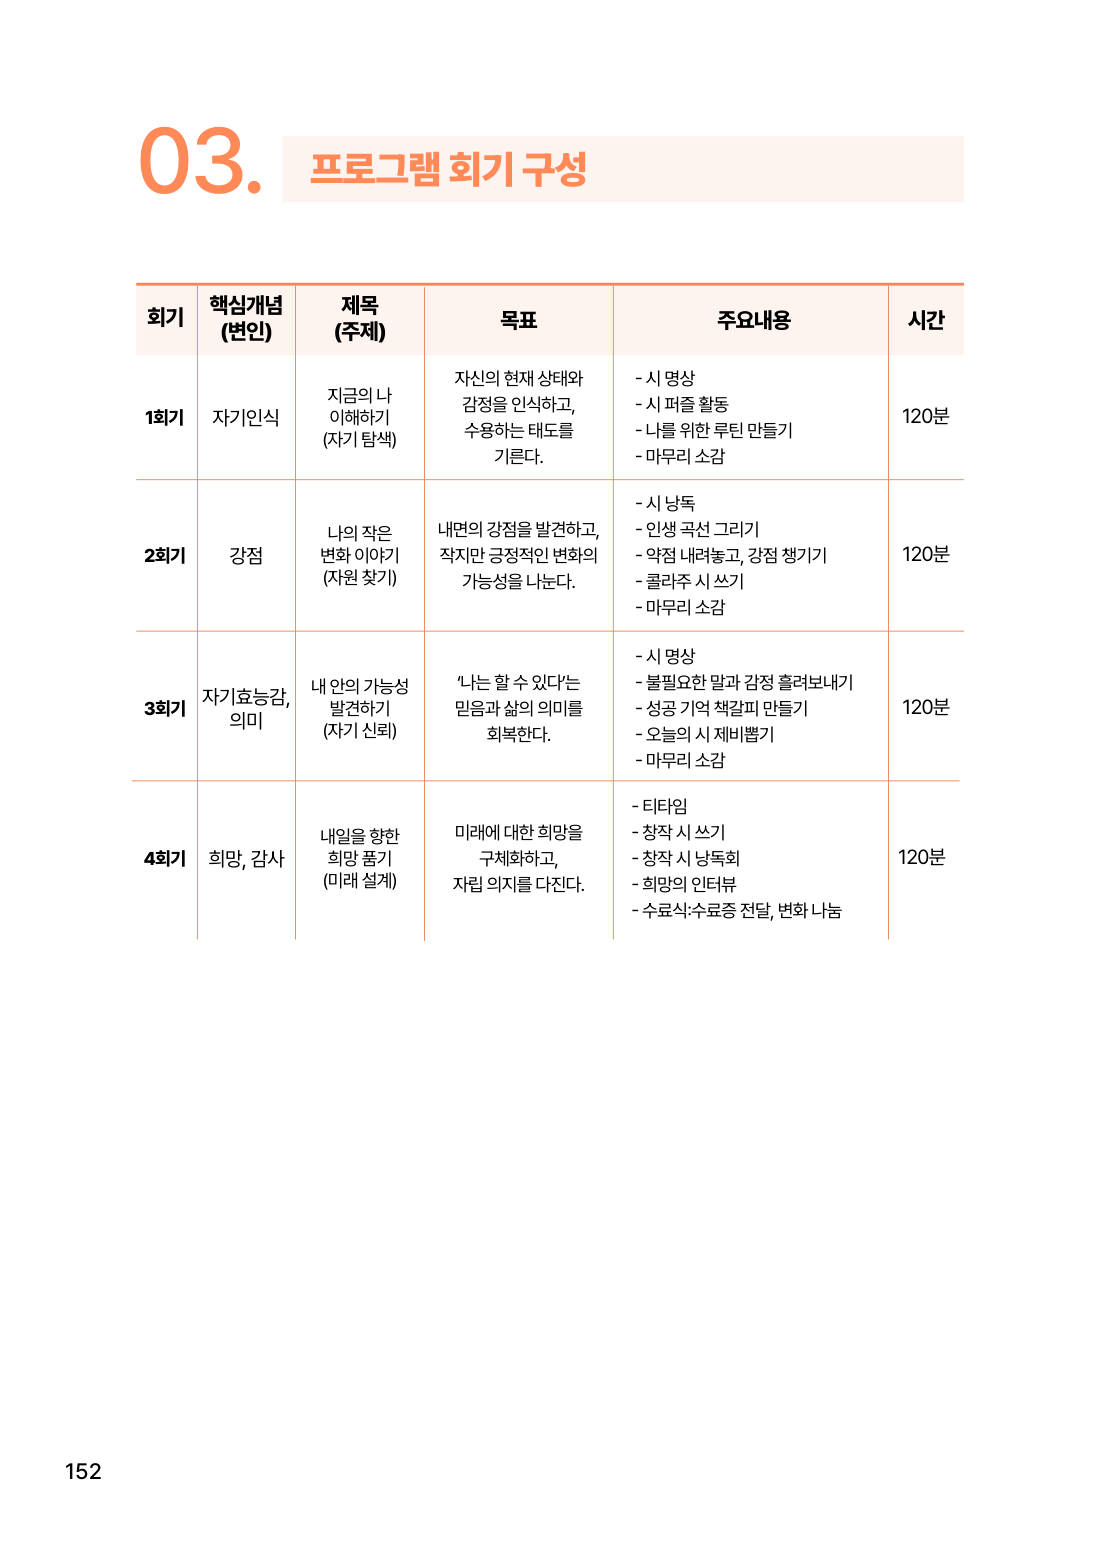 03. 프로그램 회기 구성
회기
핵심개념
(변인)
제목
(주제)
목표
주요내용
시간
1회기
자기인식
지금의 나
이해하기
(자기 탐색)
자신의 현재 상태와
감정을 인식하고,
수용하는 태도를
기른다.
- 시 명상
- 시 퍼즐 활동
- 나를 위한 루틴 만들기
- 마무리 소감
120분
2회기
강점
나의 작은
변화 이야기
(자원 찾기)
내면의 강점을 발견하고,
작지만 긍정적인 변화의
가능성을 나눈다.
- 시 낭독
- 인생 곡선 그리기
- 약점 내려놓고, 강점 챙기기
- 콜라주 시 쓰기
- 마무리 소감
120분
3회기
자기효능감,
의미
내 안의 가능성
발견하기
(자기 신뢰)
‘나는 할 수 있다’는
믿음과 삶의 의미를
회복한다.
- 시 명상
- 불필요한 말과 감정 흘려보내기
- 성공 기억 책갈피 만들기
- 오늘의 시 제비뽑기
- 마무리 소감
120분
4회기
희망, 감사
내일을 향한
희망 품기
(미래 설계)
미래에 대한 희망을
구체화하고,
자립 의지를 다진다.
- 티타임
- 창작 시 쓰기
- 창작 시 낭독회
- 희망의 인터뷰
- 수료식:수료증 전달, 변화 나눔
120분
152